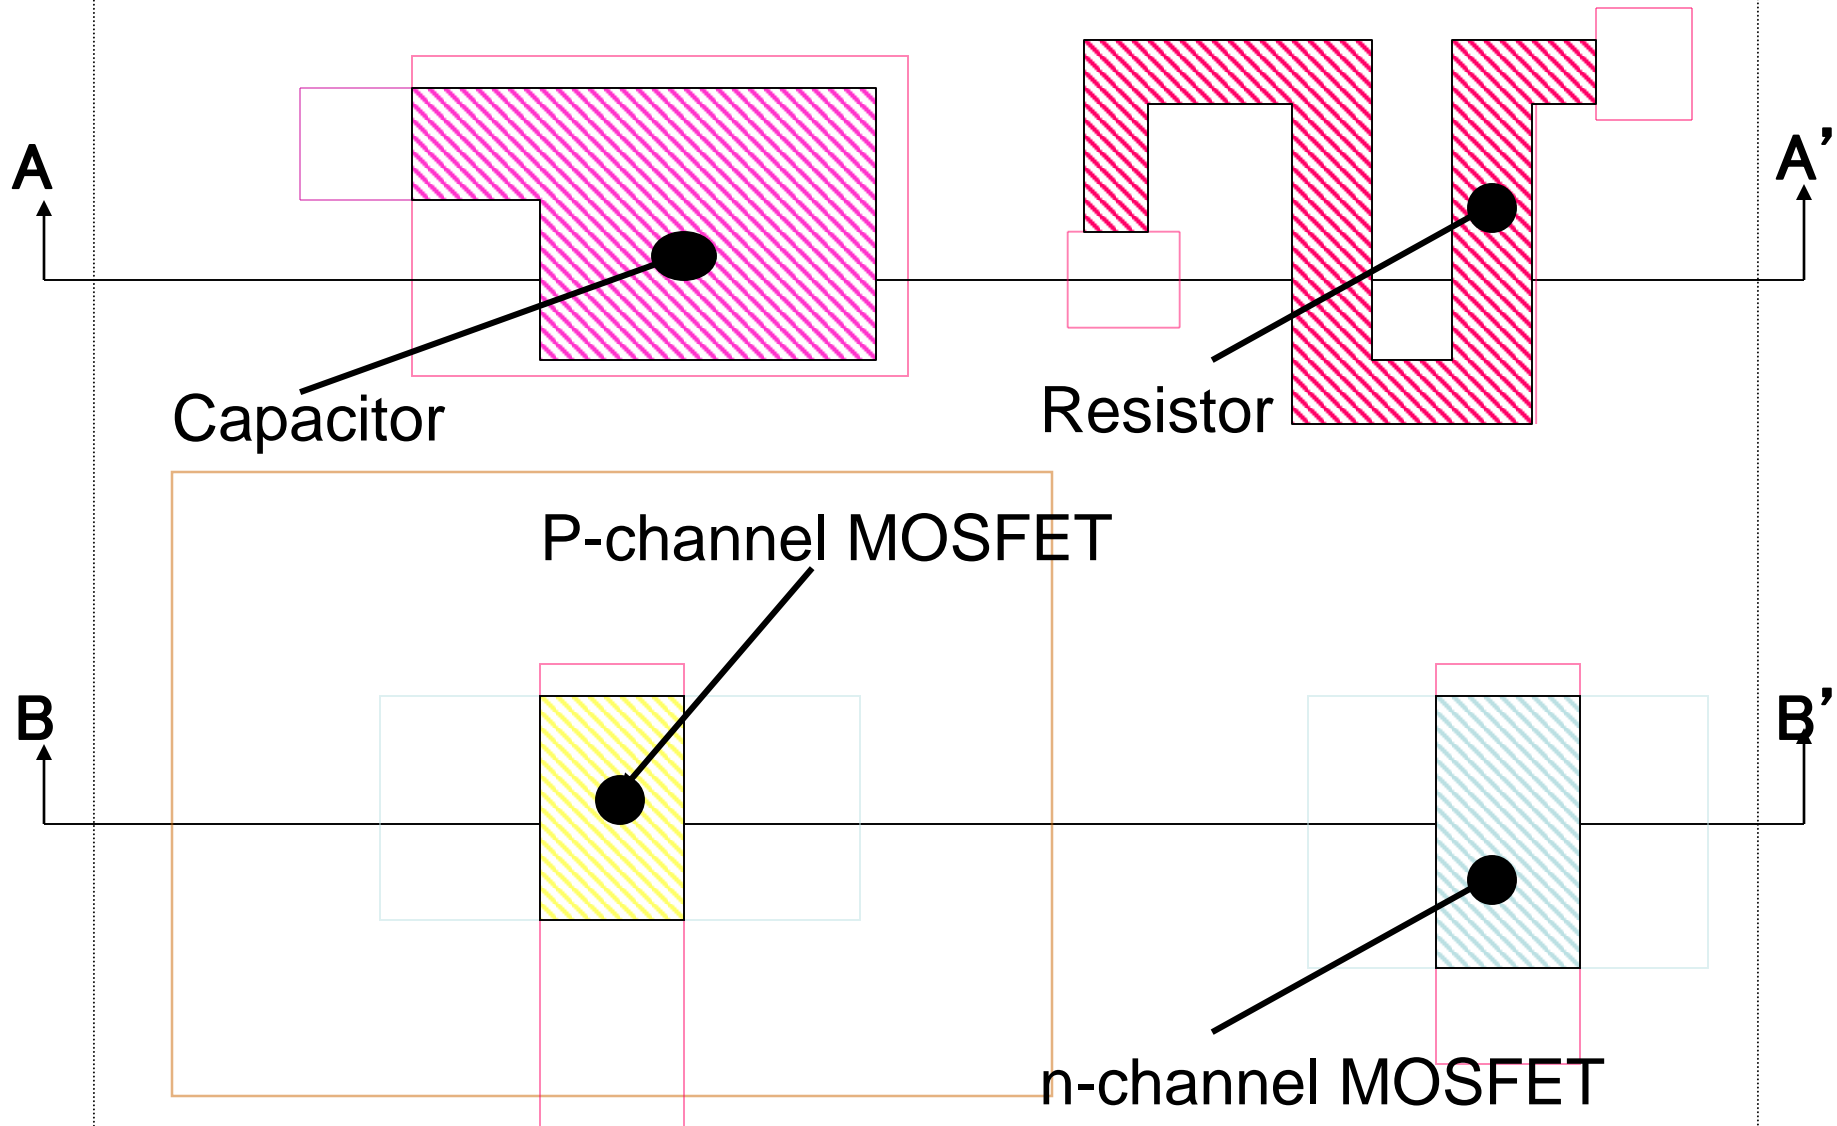 A
A’
Capacitor
Resistor
P-channel MOSFET
B
B’
n-channel MOSFET